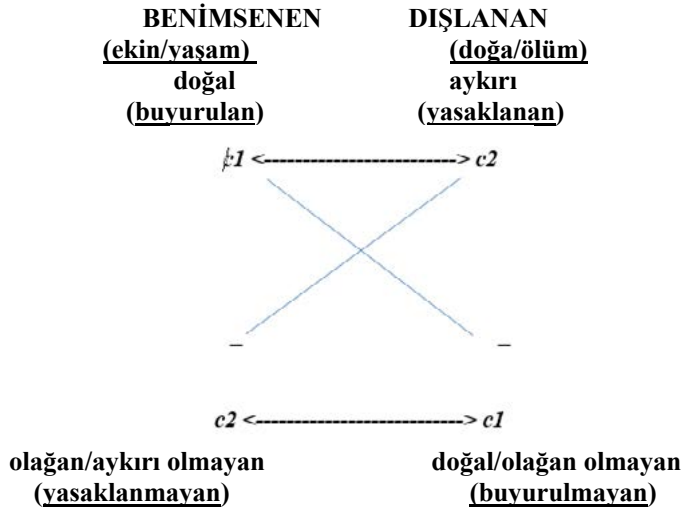 BENİMSENEN DIŞLANAN
(ekin/yaşam) (doğa/ölüm)
doğal aykırı
(buyurulan) (yasaklanan)
c1 <--------------------------> c2
_ _
c2 <--------------------------> c1
olağan/aykırı olmayan doğal/olağan olmayan
(yasaklanmayan) (buyurulmayan)